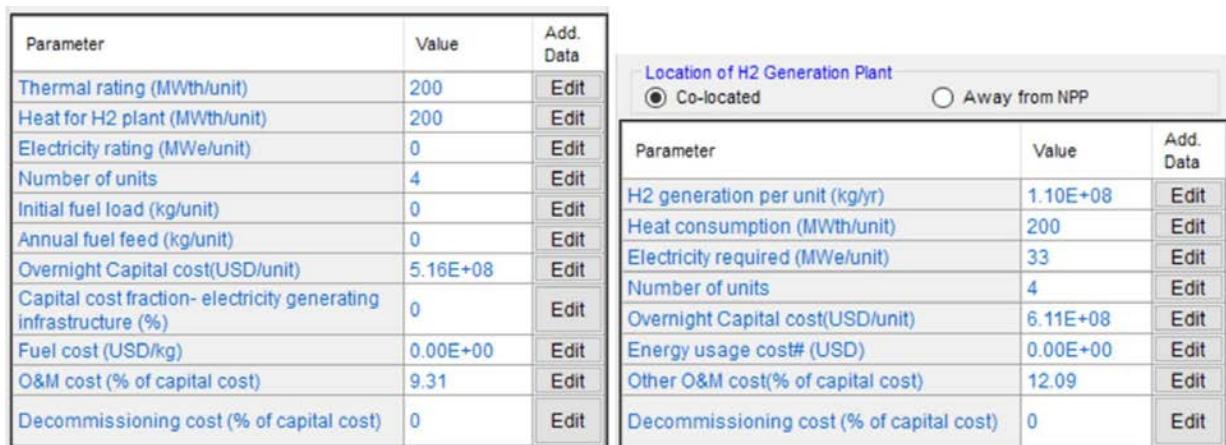 Parameter Value Add. Data
Thermal rating (MWth/unit) 200 Edit
Heat for H2 plant (MWth/unit) 200 Edit
Electricity rating (MWe/unit) 0 Edit
Number of units 4 Edit
Initial fuel load (kg/unit) 0 Edit
Annual fuel feed (kg/unit) 0 Edit
Overnight Capital cost(USD/unit) 5.16E+08 Edit
Capital cost fraction- electricity generating
infrastructure (%) 0 Edit
Fuel cost (USD/kg) 0.00E+00 Edit
O&M cost (% of capital cost) 9.31 Edit
Decommissioning cost (% of capital cost) 0 Edit
Location of H2 Generation Plant
Co-located Away from NPP
Parameter Value Add. Data
H2 generation per unit (kg/yr) 1.10E+08 Edit
Heat consumption (MWth/unit) 200 Edit
Electricity required (MWe/unit) 33 Edit
Number of units 4 Edit
Overnight Capital cost(USD/unit) 6.11E+08 Edit
Energy usage cost# (USD) 0.00E+00 Edit
Other O&M cost(% of capital cost) 12.09 Edit
Decommissioning cost (% of capital cost) 0 Edit